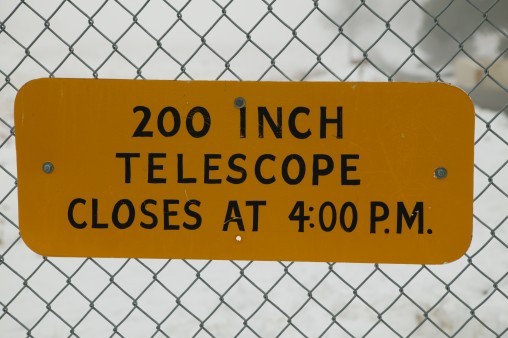 200 INCH
TELESCOPE
CLOSES AT 4:00 P.M.